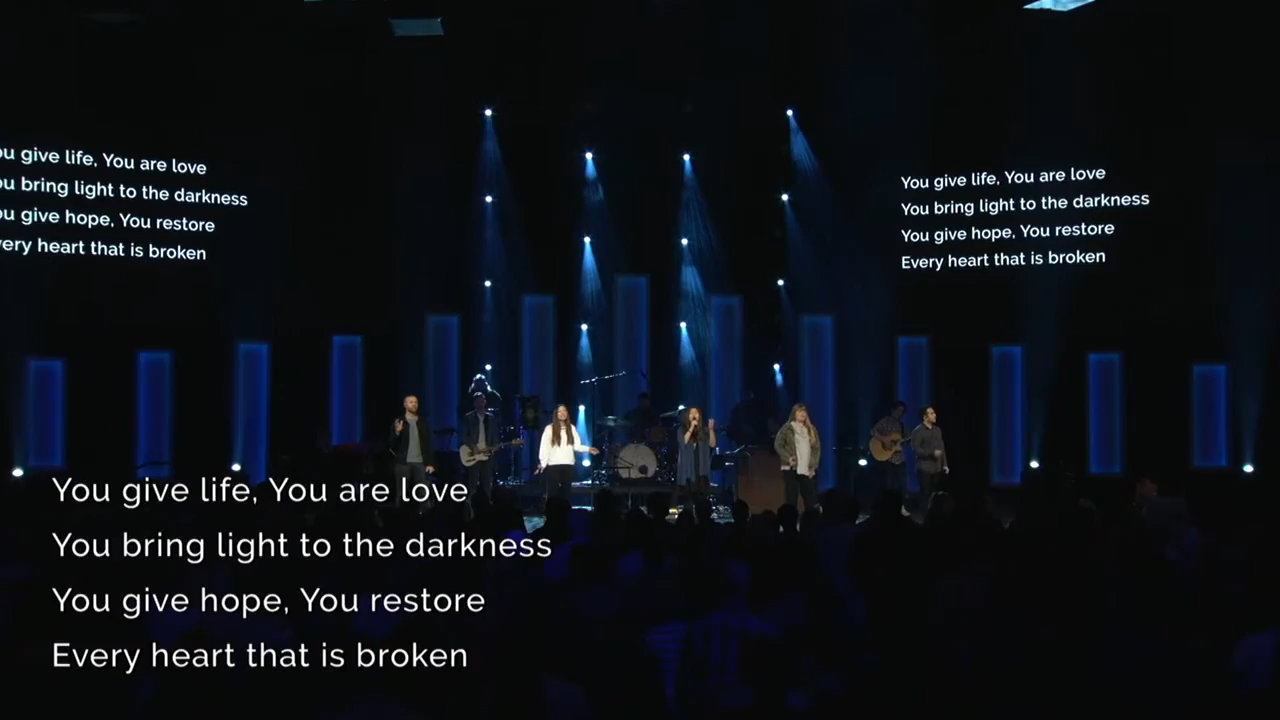 ou give life, You are love
ou bring light to the darkness
ou give hope, You restore
very heart that is broken
You give life, You are love
You bring light to the darkness
You give hope, You restore
Every heart that is broken
You give life, You are love
You bring light to the darkness
You give hope, You restore
Every heart that is broken